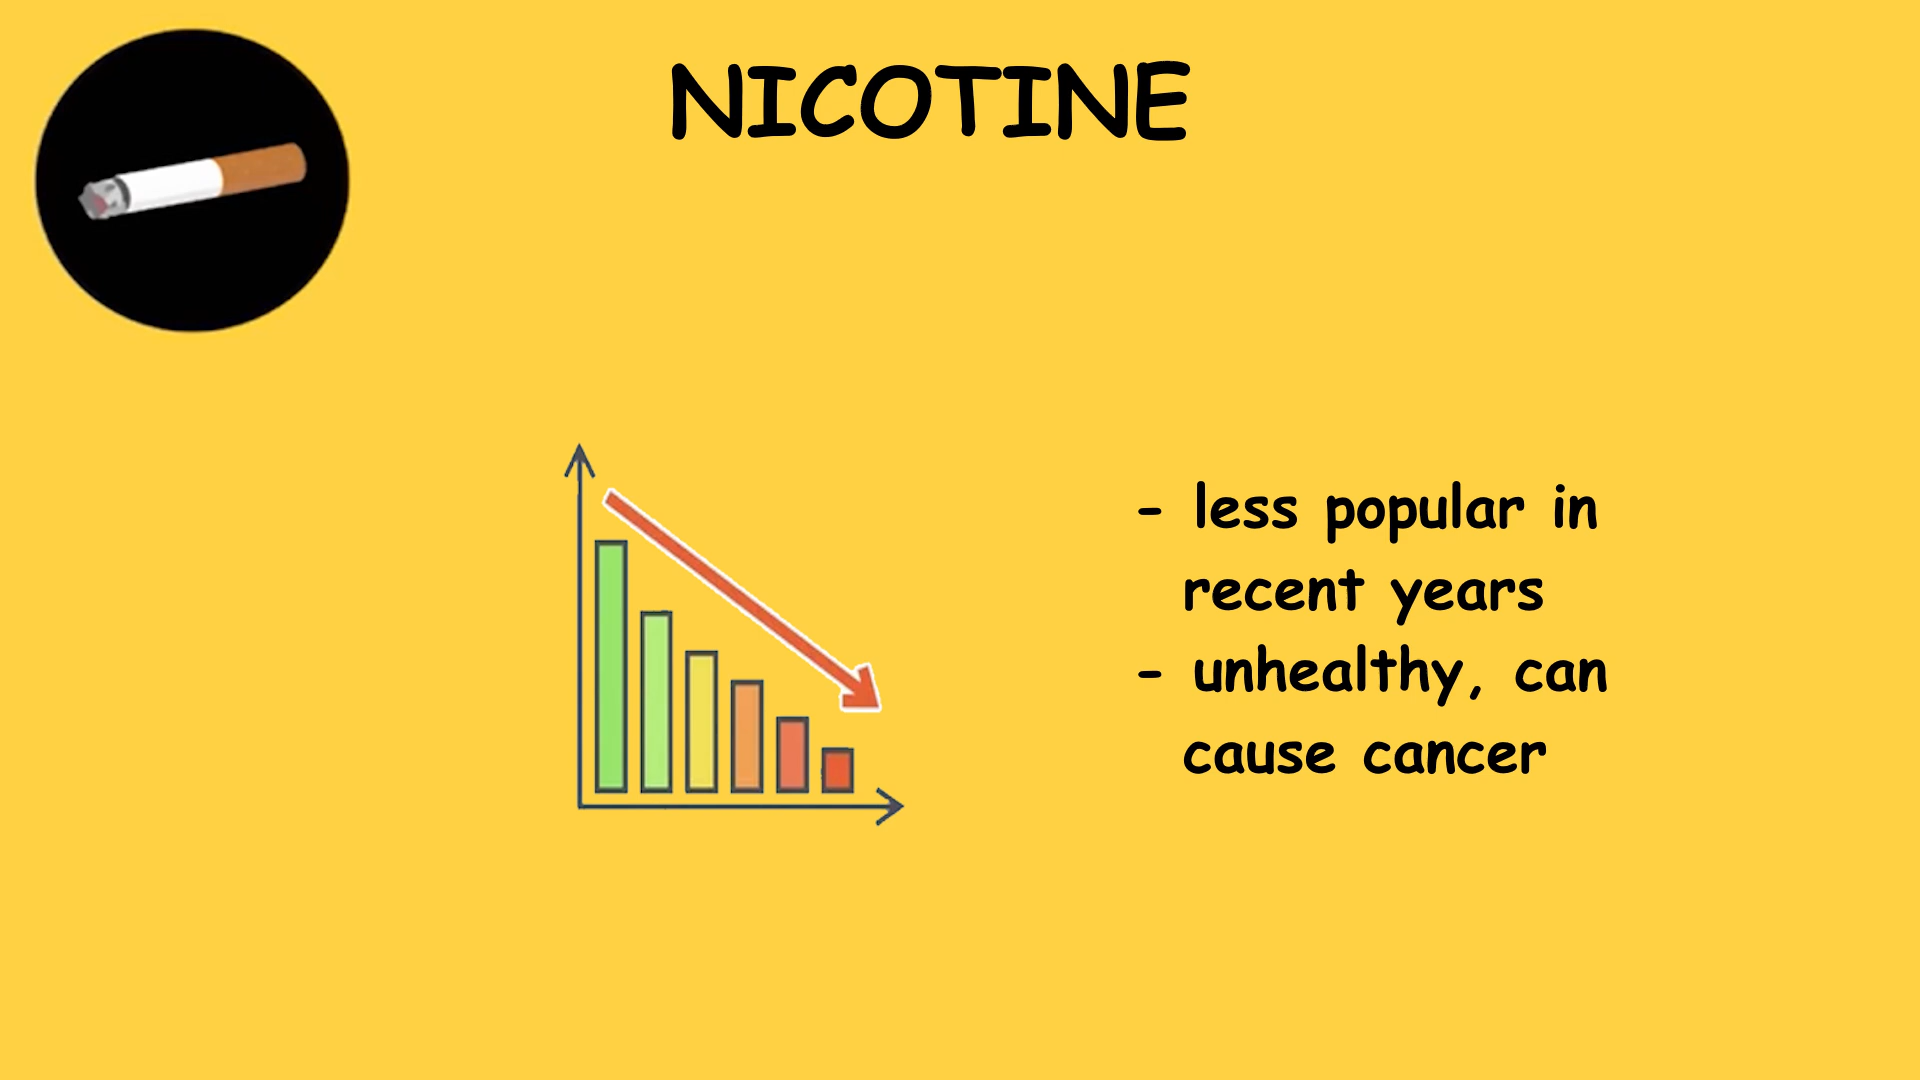 NICOTINE
- less popular in
recent years
- unhealthy, can
cause cancer